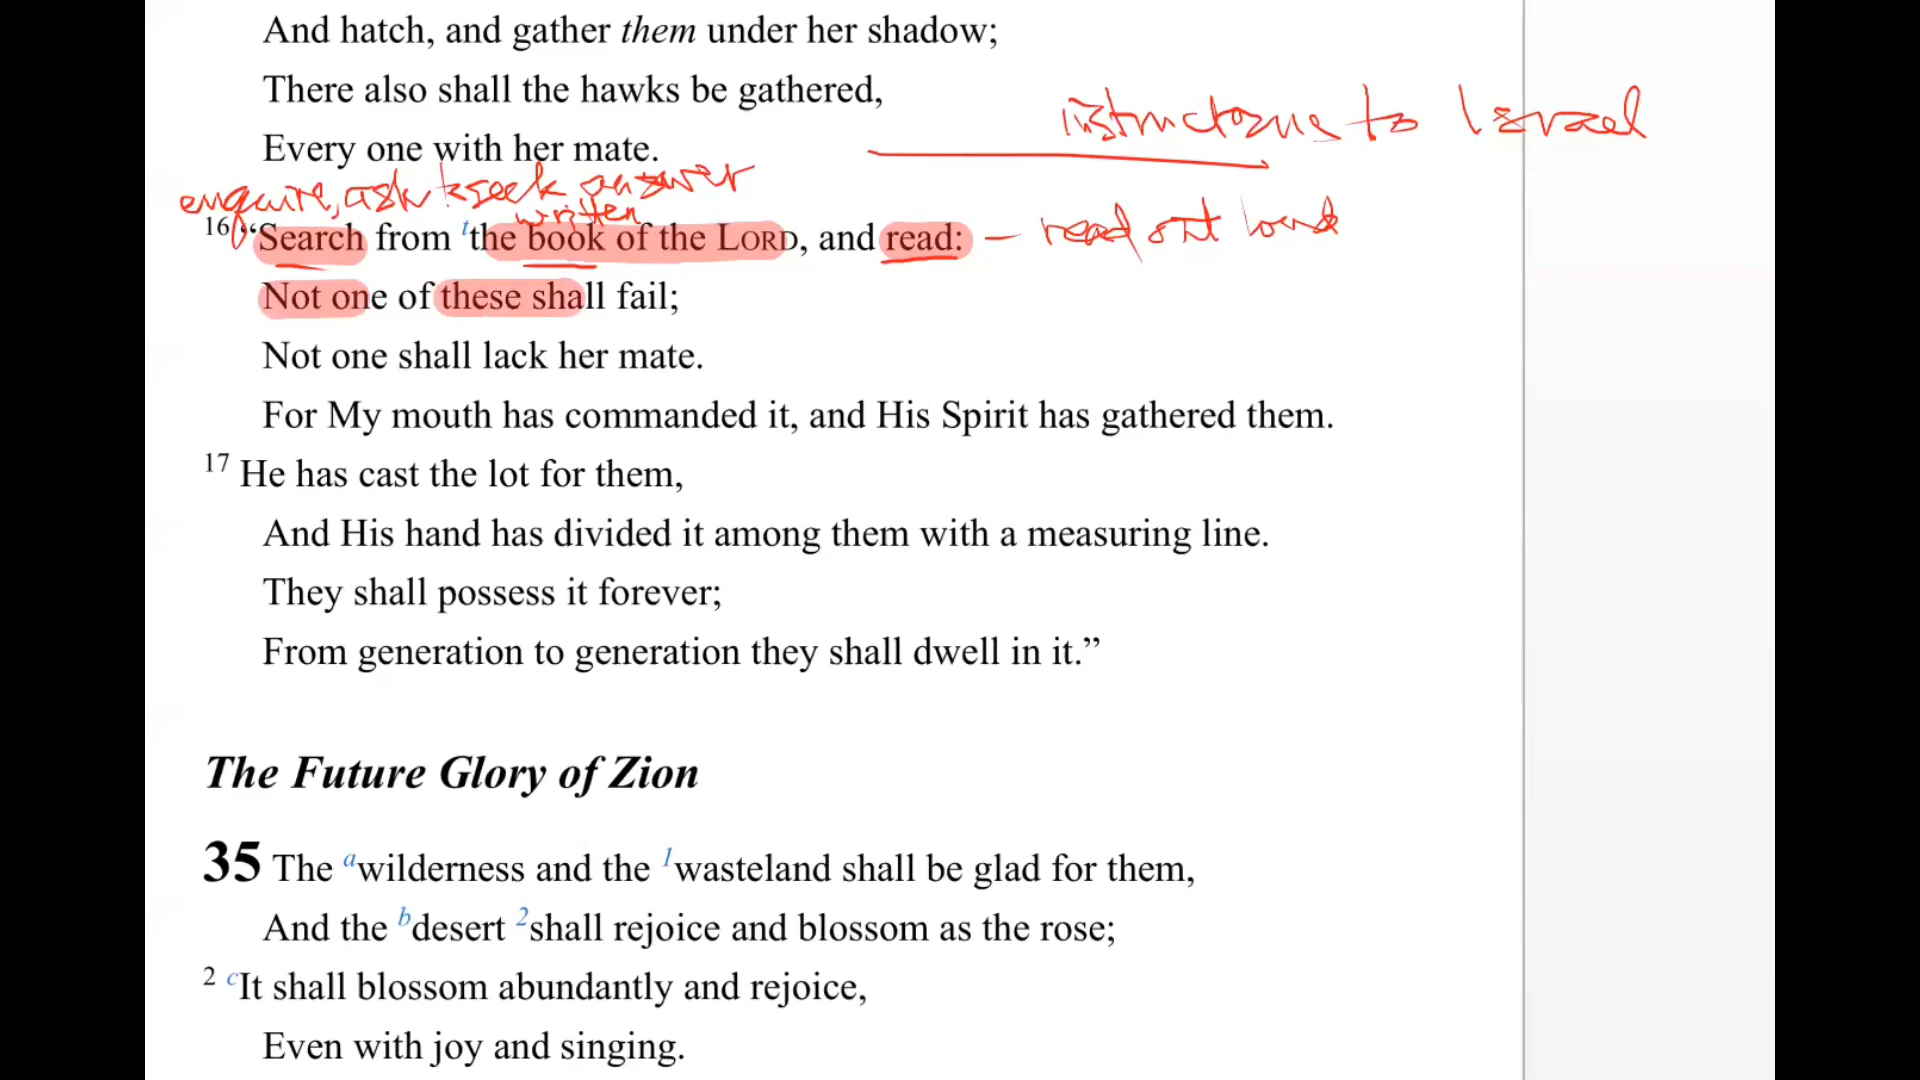 And hatch, and gather them under her shadow;
There also shall the hawks be gathered,
instructions to Israel
Every one with her mate.
enquire, ask & seek answer
written
16 “Search from t the book of the LORD, and read: – read out loud
Not one of these shall fail;
Not one shall lack her mate.
For My mouth has commanded it, and His Spirit has gathered them.
17 He has cast the lot for them,
And His hand has divided it among them with a measuring line.
They shall possess it forever;
From generation to generation they shall dwell in it.”
The Future Glory of Zion
35 The a wilderness and the 1 wasteland shall be glad for them,
And the b desert 2 shall rejoice and blossom as the rose;
2 c It shall blossom abundantly and rejoice,
Even with joy and singing.